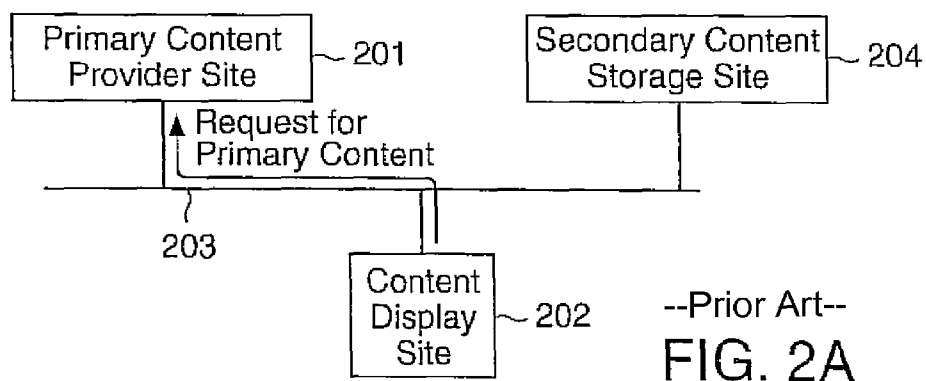 Primary Content
Provider Site
201
Secondary Content
Storage Site
204
Request for
Primary Content
203
Content
Display
Site
202
--Prior Art--
FIG. 2A